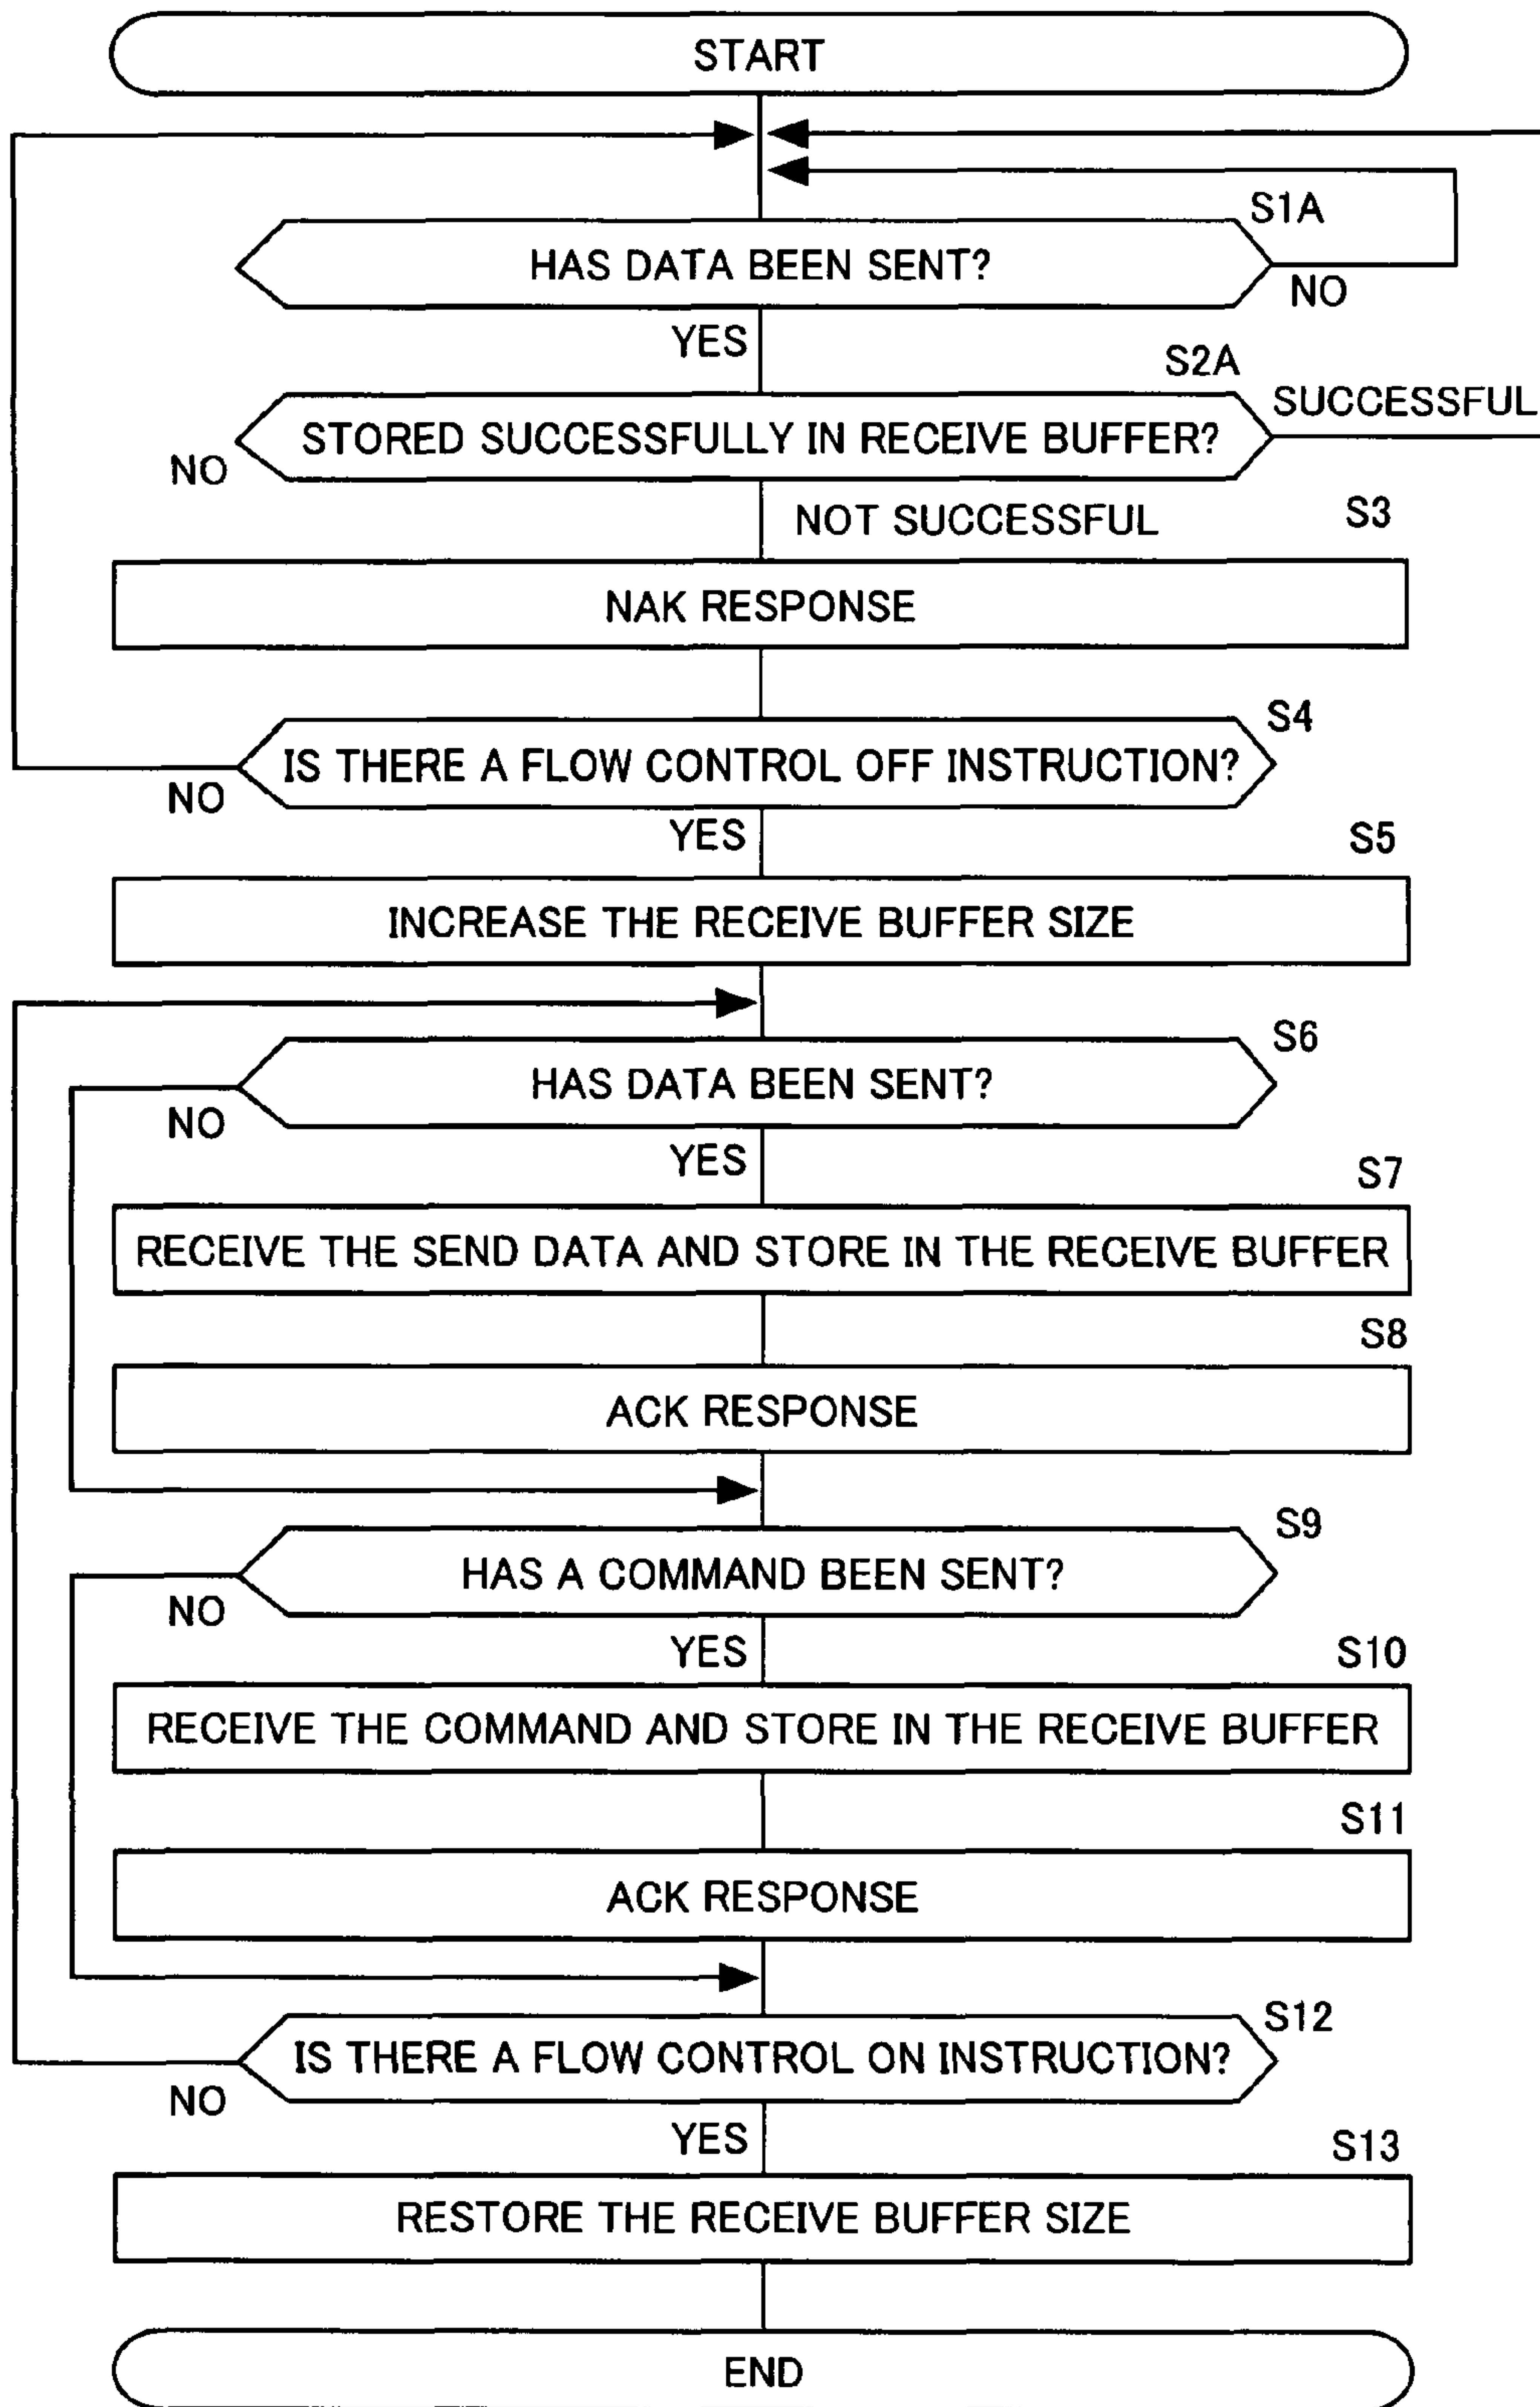 START
S1A
HAS DATA BEEN SENT?
NO
YES
S2A
SUCCESSFUL
STORED SUCCESSFULLY IN RECEIVE BUFFER?
NO
NOT SUCCESSFUL
S3
NAK RESPONSE
S4
IS THERE A FLOW CONTROL OFF INSTRUCTION?
NO
YES
S5
INCREASE THE RECEIVE BUFFER SIZE
S6
HAS DATA BEEN SENT?
NO
YES
S7
RECEIVE THE SEND DATA AND STORE IN THE RECEIVE BUFFER
S8
ACK RESPONSE
S9
HAS A COMMAND BEEN SENT?
NO
YES
S10
RECEIVE THE COMMAND AND STORE IN THE RECEIVE BUFFER
S11
ACK RESPONSE
S12
IS THERE A FLOW CONTROL ON INSTRUCTION?
NO
YES
S13
RESTORE THE RECEIVE BUFFER SIZE
END